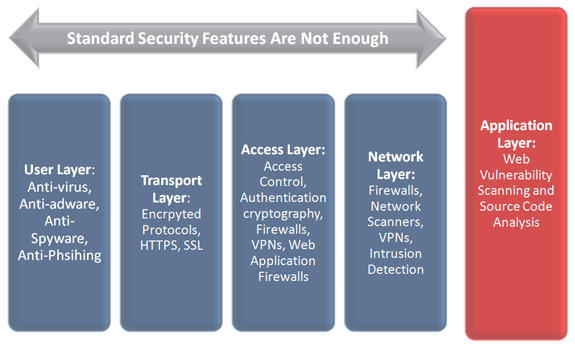 Standard Security Features Are Not Enough
User Layer:
Anti-virus,
Anti-adware,
Anti-
Spyware,
Anti-Phsihing
Transport
Layer:
Encrpyted
Protocols,
HTTPS, SSL
Access Layer:
Access
Control,
Authentication
cryptography,
Firewalls,
VPNs, Web
Application
Firewalls
Network
Layer:
Firewalls,
Network
Scanners,
VPNs,
Intrusion
Detection
Application
Layer:
Web
Vulnerability
Scanning and
Source Code
Analysis